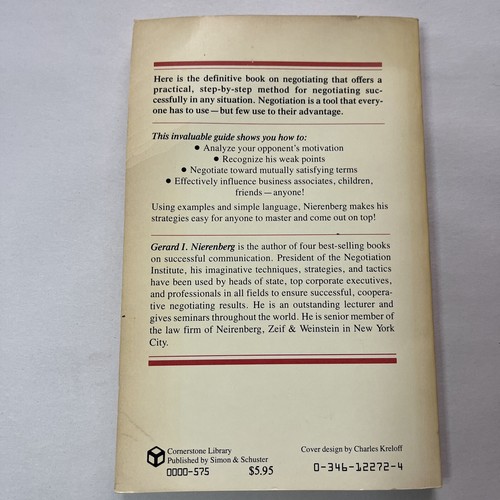 Here is the definitive book on negotiating that offers a
practical, step-by-step method for negotiating suc-
cessfully in any situation. Negotiation is a tool that every-
one has to use—but few use to their advantage.
This invaluable guide shows you how to:
• Analyze your opponent's motivation
• Recognize his weak points
• Negotiate toward mutually satisfying terms
• Effectively influence business associates, children,
friends—anyone!
Using examples and simple language, Nierenberg makes his
strategies easy for anyone to master and come out on top!
Gerard I. Nierenberg is the author of four best-selling books
on successful communication. President of the Negotiation
Institute, his imaginative techniques, strategies, and tactics
have been used by heads of state, top corporate executives,
and professionals in all fields to ensure successful, coopera-
tive negotiating results. He is an outstanding lecturer and
gives seminars throughout the world. He is senior member of
the law firm of Neirenberg, Zeif & Weinstein in New York
City.
Cornerstone Library
Published by Simon & Schuster
0000-575 $5.95
Cover design by Charles Kreloff
0-346-12272-4